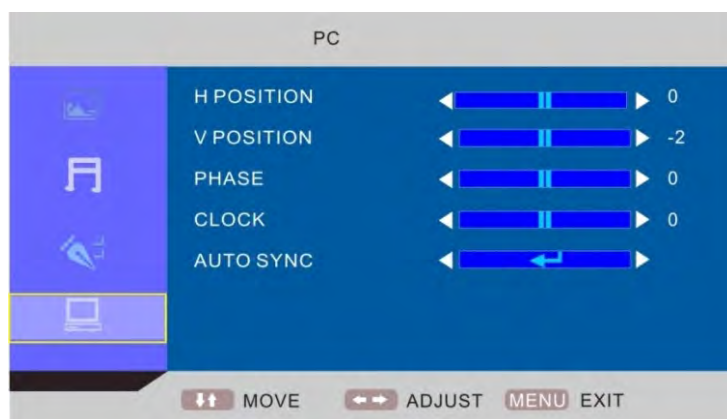 PC
H POSITION 0
V POSITION -2
PHASE 0
CLOCK 0
AUTO SYNC
MOVE ADJUST MENU EXIT